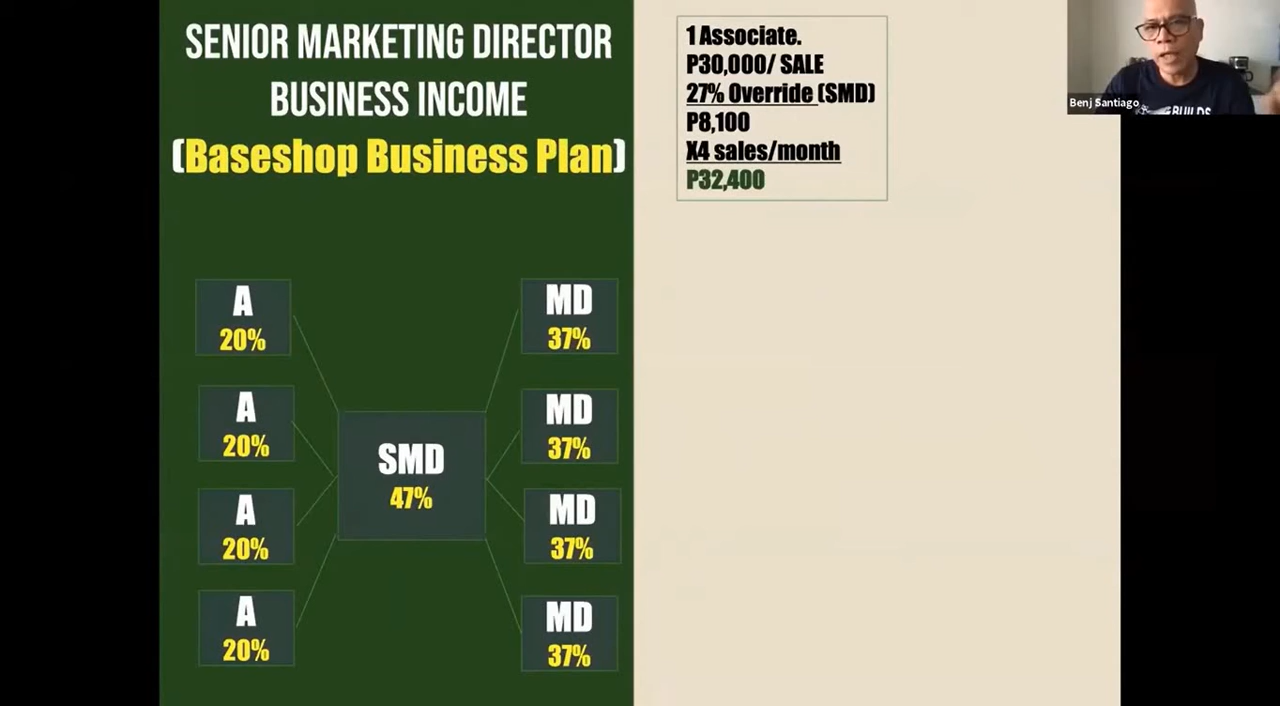 SENIOR MARKETING DIRECTOR
BUSINESS INCOME
(Baseshop Business Plan)
A
20%
A
20%
A
20%
A
20%
SMD
47%
MD
37%
MD
37%
MD
37%
MD
37%
1 Associate.
P30,000/ SALE
27% Override (SMD)
P8,100
X4 sales/month
P32,400
Benj Santiago
BUILDS